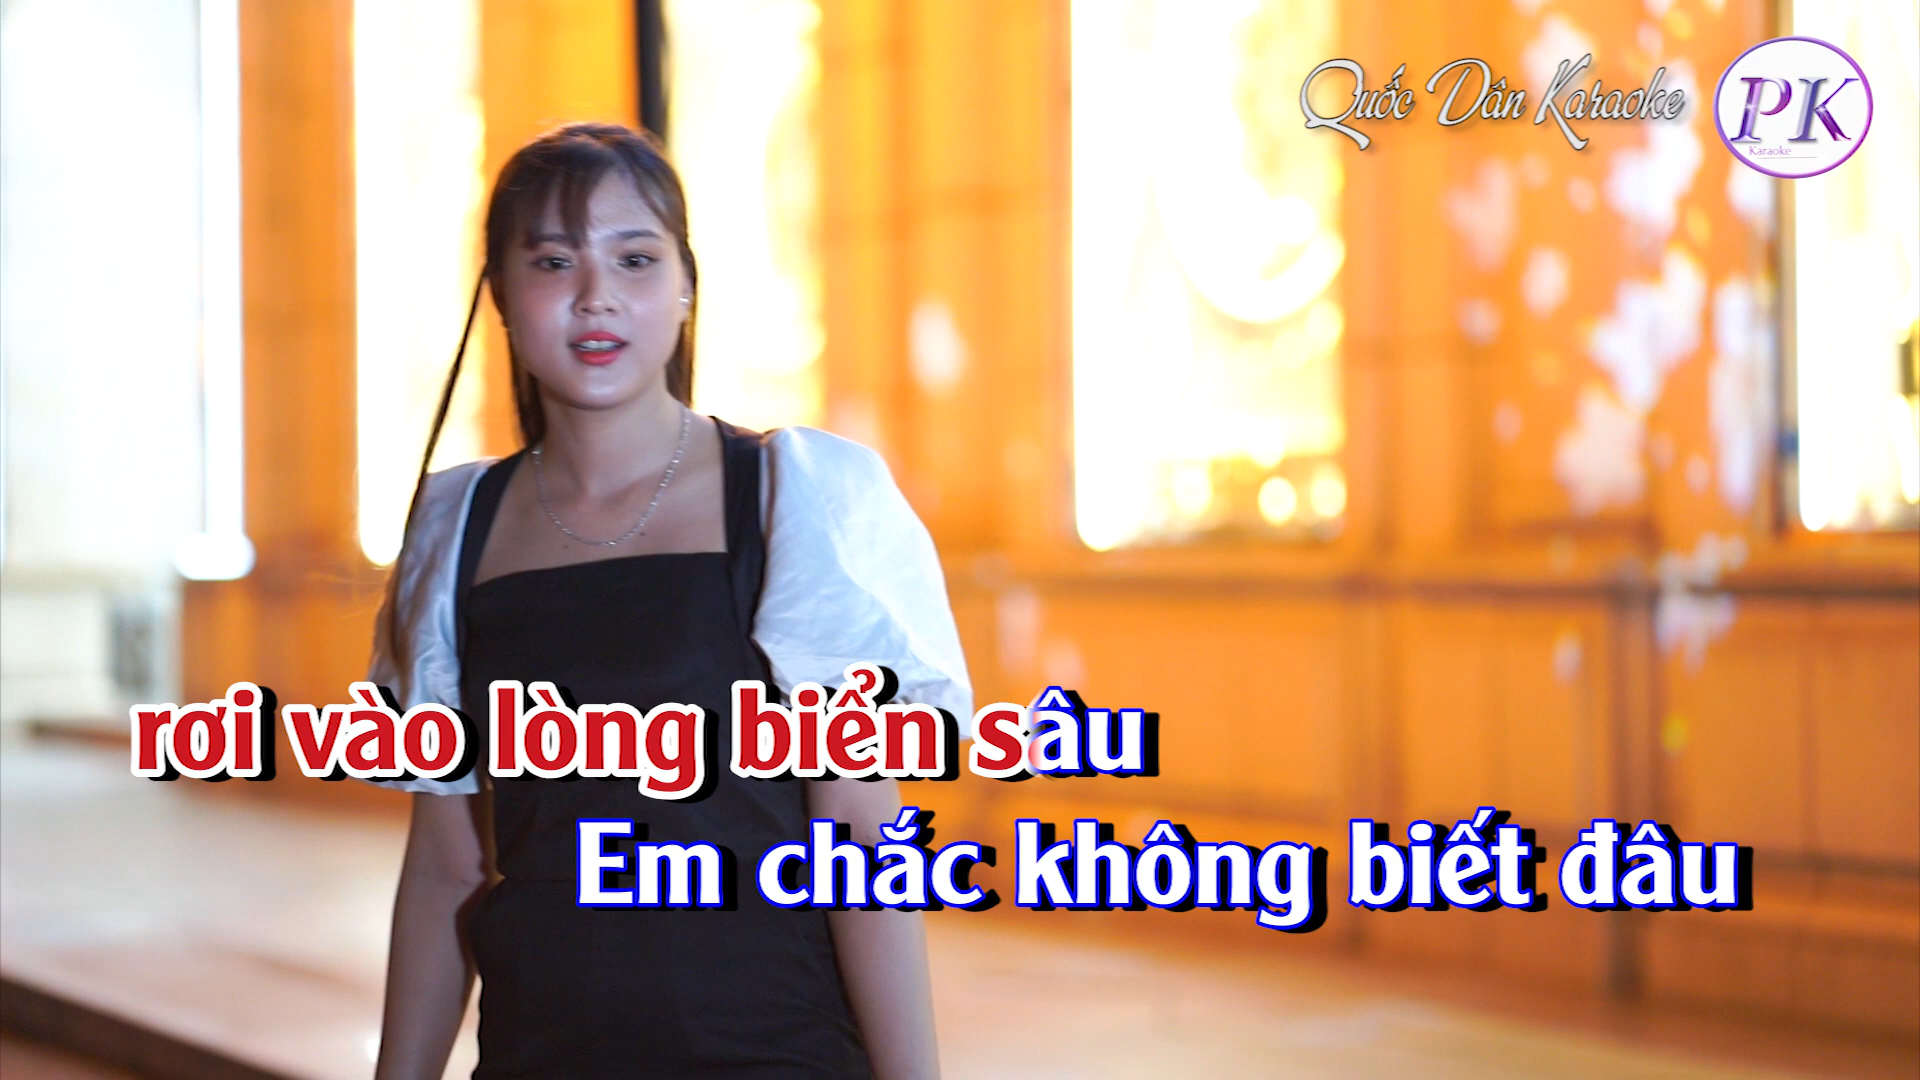 Quốc Dân Karaoke
PK
Karaoke
rơi vào lòng biển sâu
Em chắc không biết đâu